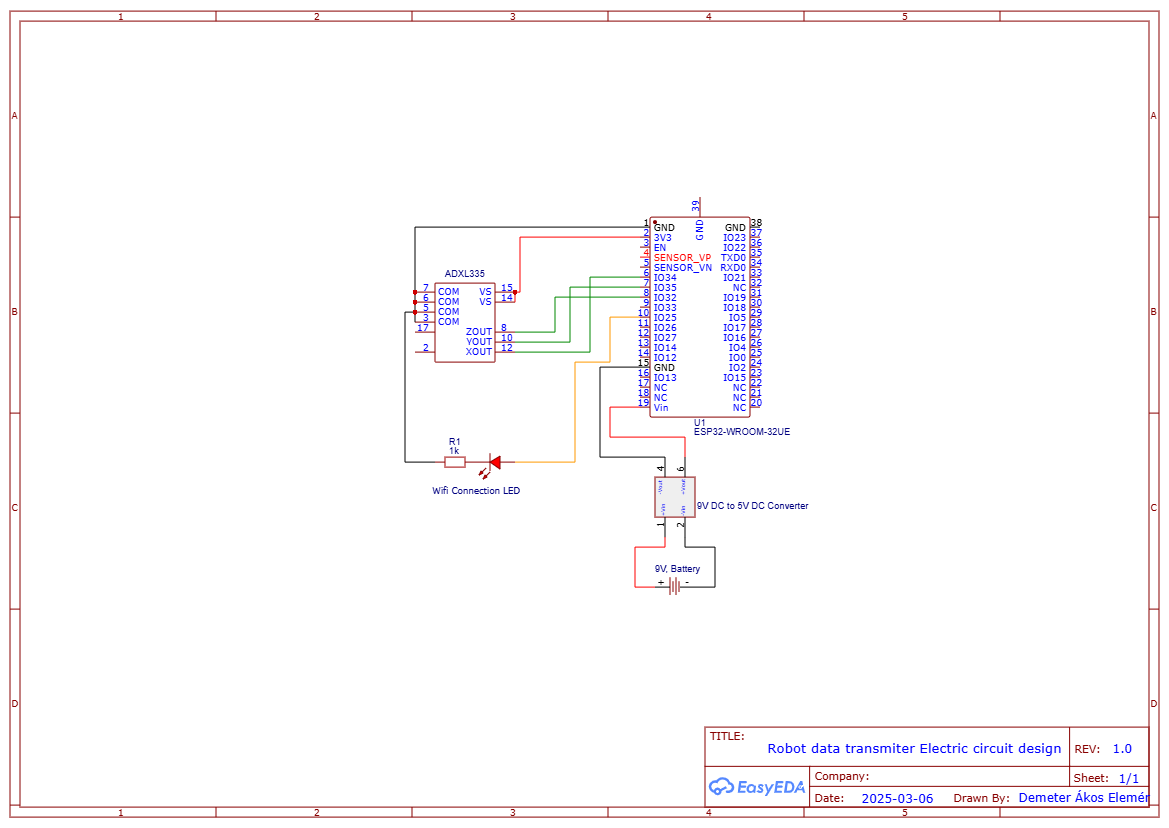 1 2 3 4 5
A A
B B
C C
D D
39
GND
1 GND
2 3V3
3 EN
4 SENSOR_VP
5 SENSOR_VN
6 IO34
7 IO35
8 IO32
9 IO33
10 IO25
11 IO26
12 IO27
13 IO14
14 IO12
15 GND
16 IO13
17 NC
18 NC
19 Vin
GND 38
IO23 37
IO22 36
TXD0 35
RXD0 34
IO21 33
NC 32
IO19 31
IO18 30
IO5 29
IO17 28
IO16 27
IO4 26
IO0 25
IO2 24
IO15 23
NC 22
NC 21
NC 20
U1
ESP32-WROOM-32UE
ADXL335
7 COM VS 15
6 COM VS 14
5 COM
3 COM
17 ZOUT 8
YOUT 10
2 XOUT 12
R1
1k
Wifi Connection LED
4 6
-Vout +Vout
+Vin -Vin
1 2
9V DC to 5V DC Converter
9V, Battery
+ -
TITLE:
Robot data transmiter Electric circuit design
REV: 1.0
EasyEDA
Company:
Sheet: 1/1
Date: 2025-03-06 Drawn By: Demeter Ákos Elemér
1 2 3 4 5